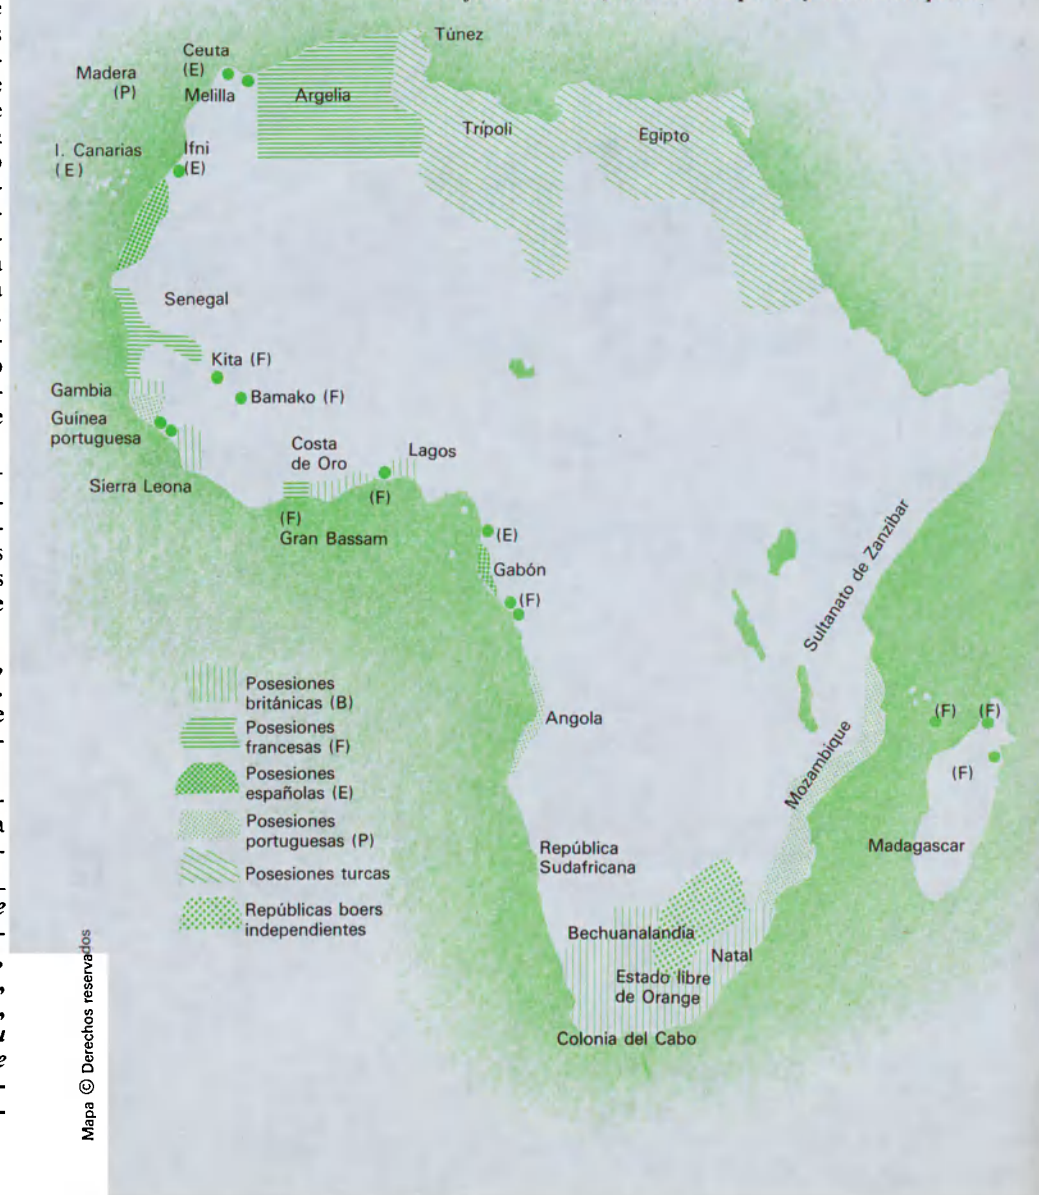 Túnez
Ceuta
(E)
Madera
(P)
Melilla
Argelia
Trípoli
Egipto
I. Canarias
(E)
Ifni
(E)
Senegal
Kita (F)
Bamako (F)
Gambia
Guinea
portuguesa
Sierra Leona
Costa
de Oro
Lagos
(F)
(F)
Gran Bassam
(E)
Gabón
(F)
Sultanato de Zanzibar
Angola
Mozambique
(F)
(F)
(F)
Madagascar
República
Sudafricana
Bechuanalandia
Natal
Estado libre
de Orange
Colonia del Cabo
Posesiones
británicas (B)
Posesiones
francesas (F)
Posesiones
españolas (E)
Posesiones
portuguesas (P)
Posesiones turcas
Repúblicas boers
independientes
Mapa © Derechos reservados